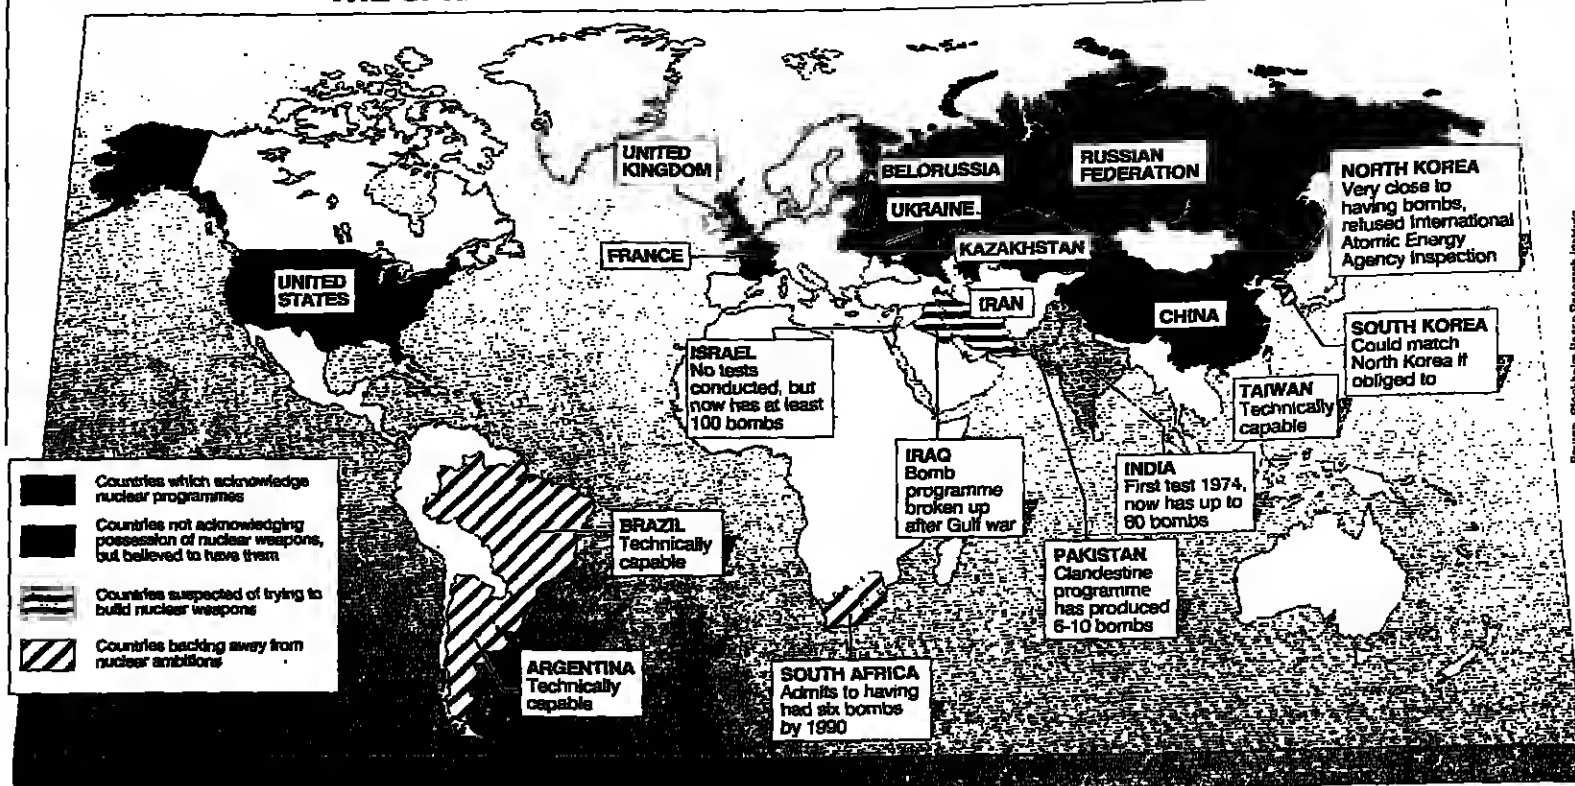 UNITED
KINGDOM
BELORUSSIA
RUSSIAN
FEDERATION
UKRAINE
KAZAKHSTAN
FRANCE
UNITED
STATES
IRAN
CHINA
NORTH KOREA
Very close to
having bombs,
refused International
Atomic Energy
Agency Inspection
SOUTH KOREA
Could match
North Korea if
obliged to
TAIWAN
Technically
capable
ISRAEL
No tests
conducted, but
now has at least
100 bombs
IRAQ
Bomb
programme
broken up
after Gulf war
INDIA
First test 1974,
now has up to
60 bombs
PAKISTAN
Clandestine
programme
has produced
6-10 bombs
BRAZIL
Technically
capable
ARGENTINA
Technically
capable
SOUTH AFRICA
Admits to having
had six bombs
by 1990
Countries which acknowledge
nuclear programmes
Countries not acknowledging
possession of nuclear weapons,
but believed to have them
Countries suspected of trying to
build nuclear weapons
Countries backing away from
nuclear ambitions